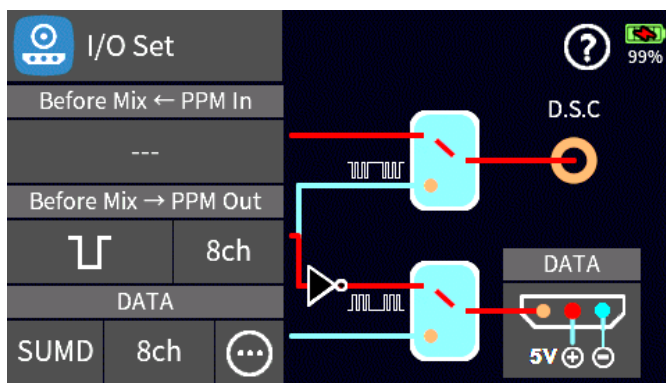 I/O Set
99%
Before Mix ← PPM In
D.S.C
---
Before Mix → PPM Out
8ch
DATA
DATA
SUMD 8ch
5V